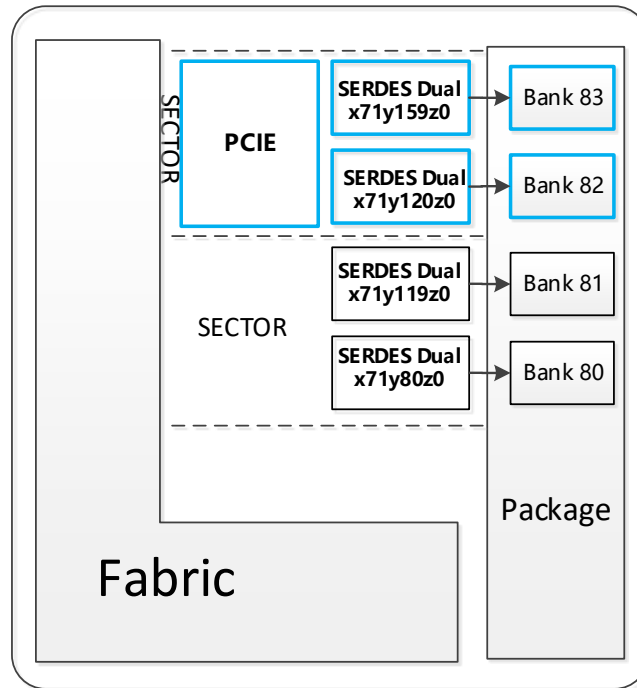 SECTOR
PCIE
SERDES Dual
x71y159z0
Bank 83
SERDES Dual
x71y120z0
Bank 82
SECTOR
SERDES Dual
x71y119z0
Bank 81
SERDES Dual
x71y80z0
Bank 80
Package
Fabric